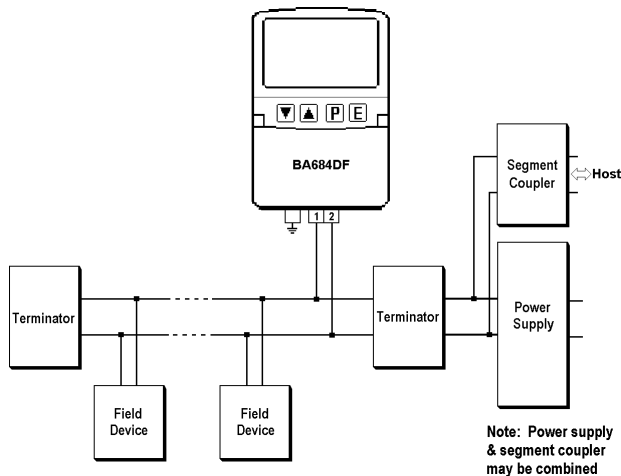 P E
BA684DF
1 2
Segment
Coupler
Host
Terminator
Terminator
Power
Supply
Field
Device
Field
Device
Note: Power supply
& segment coupler
may be combined